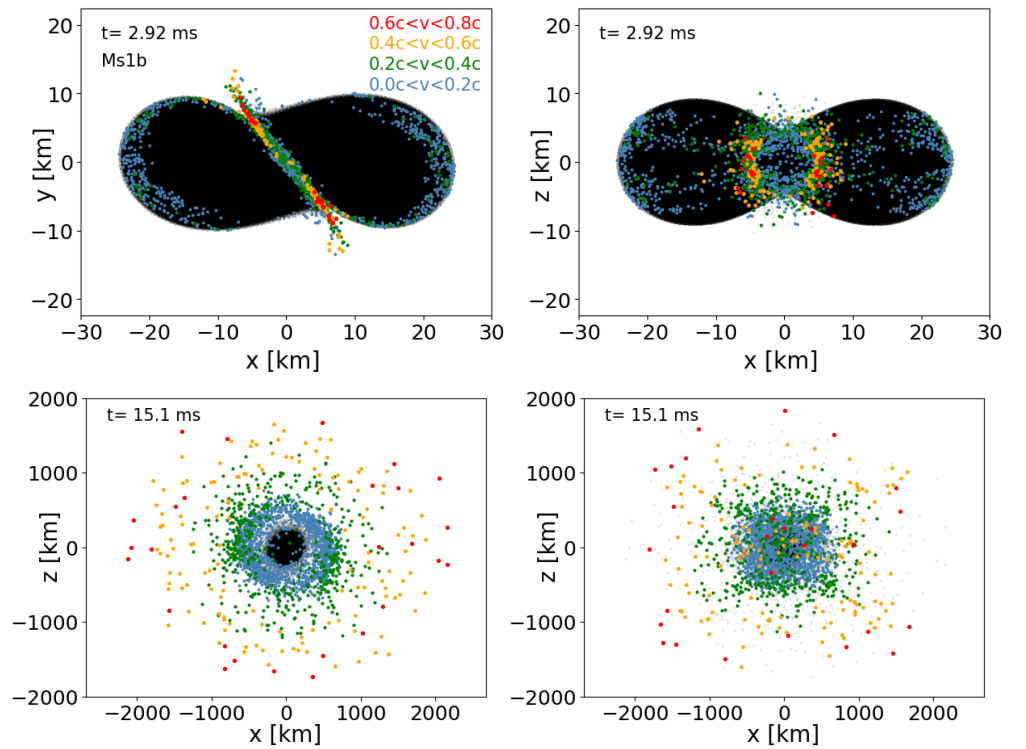 t= 2.92 ms
Ms1b
0.6c<v<0.8c
0.4c<v<0.6c
0.2c<v<0.4c
0.0c<v<0.2c
20
10
0
−10
−20
y [km]
−30 −20 −10 0 10 20 30
x [km]
t= 2.92 ms
20
10
0
−10
−20
z [km]
−30 −20 −10 0 10 20 30
x [km]
t= 15.1 ms
2000
1000
0
−1000
−2000
z [km]
−2000 −1000 0 1000 2000
x [km]
t= 15.1 ms
2000
1000
0
−1000
−2000
z [km]
−2000 −1000 0 1000 2000
x [km]